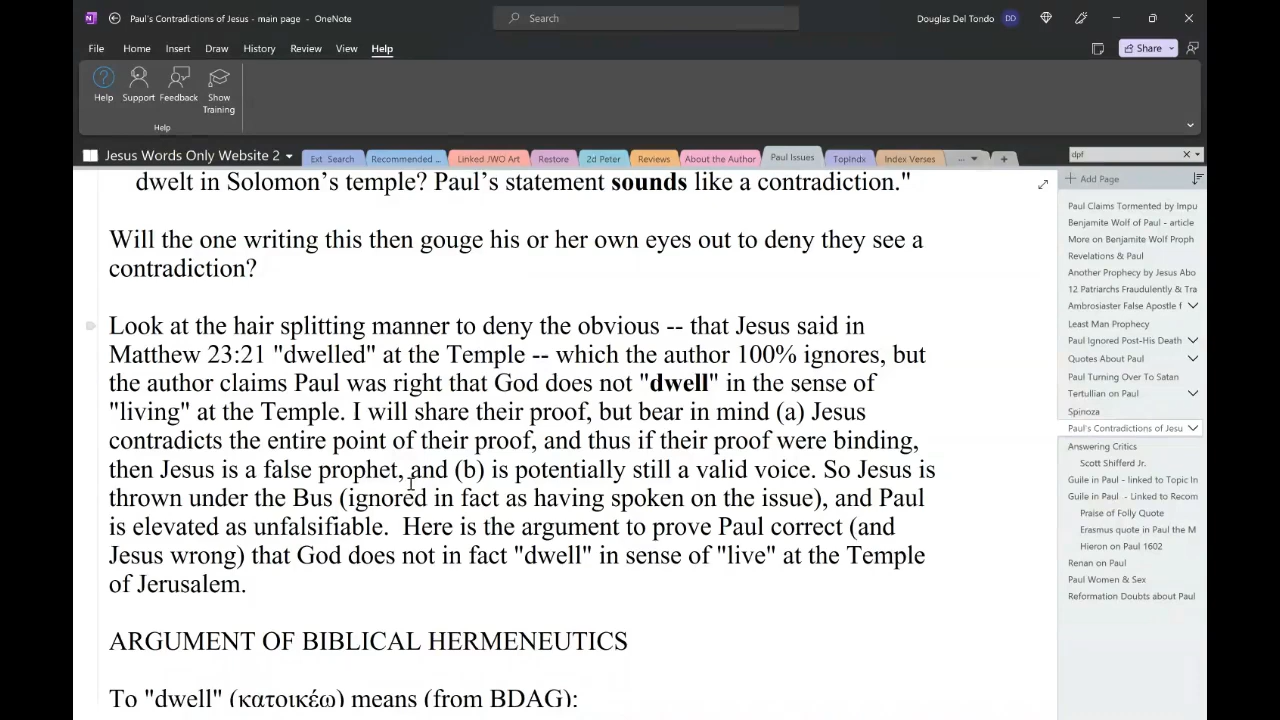 Paul's Contradictions of Jesus - main page - OneNote
Search
Douglas Del Tondo
DD
File Home Insert Draw History Review View Help
Share
Help Support Feedback Show
Training
Help
Jesus Words Only Website 2
Ext. Search Recommended ... Linked JWO Art Restore 2d Peter Reviews About the Author Paul Issues TopIndx Index Verses ... +
dpf
dwelt in Solomon's temple? Paul's statement sounds like a contradiction."
Will the one writing this then gouge his or her own eyes out to deny they see a
contradiction?
Look at the hair splitting manner to deny the obvious -- that Jesus said in
Matthew 23:21 "dwelled" at the Temple -- which the author 100% ignores, but
the author claims Paul was right that God does not "dwell" in the sense of
"living" at the Temple. I will share their proof, but bear in mind (a) Jesus
contradicts the entire point of their proof, and thus if their proof were binding,
then Jesus is a false prophet, and (b) is potentially still a valid voice. So Jesus is
thrown under the Bus (ignored in fact as having spoken on the issue), and Paul
is elevated as unfalsifiable.  Here is the argument to prove Paul correct (and
Jesus wrong) that God does not in fact "dwell" in sense of "live" at the Temple
of Jerusalem.
ARGUMENT OF BIBLICAL HERMENEUTICS
To "dwell" (κατοικέω) means (from BDAG):
Add Page
Paul Claims Tormented by Impu
Benjamite Wolf of Paul - article
More on Benjamite Wolf Proph
Revelations & Paul
Another Prophecy by Jesus Abo
12 Patriarchs Fraudulently & Tra
Ambrosiaster False Apostle f
Least Man Prophecy
Paul Ignored Post-His Death
Quotes About Paul
Paul Turning Over To Satan
Tertullian on Paul
Spinoza
Paul's Contradictions of Jesu
Answering Critics
Scott Shifferd Jr.
Guile in Paul - linked to Topic In
Guile in Paul - Linked to Recom
Praise of Folly Quote
Erasmus quote in Paul the M
Hieron on Paul 1602
Renan on Paul
Paul Women & Sex
Reformation Doubts about Paul